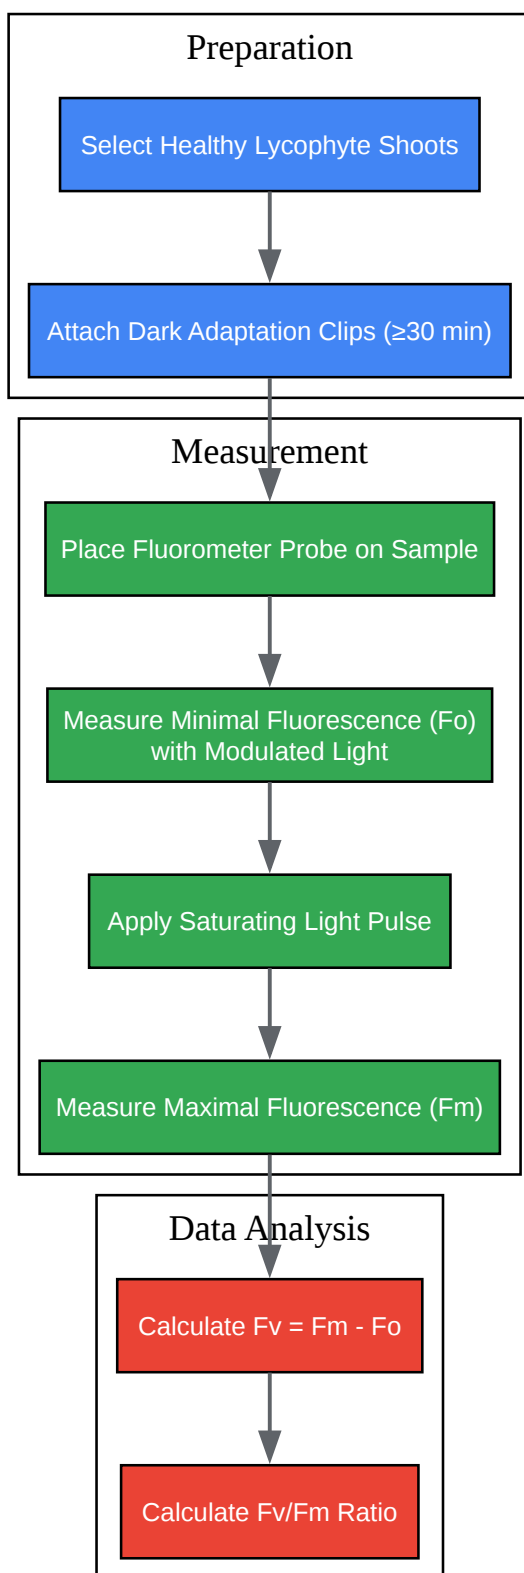 Preparation
Select Healthy Lycophyte Shoots
Attach Dark Adaptation Clips (≥30 min)
Measurement
Place Fluorometer Probe on Sample
Measure Minimal Fluorescence (Fo)
with Modulated Light
Apply Saturating Light Pulse
Measure Maximal Fluorescence (Fm)
Data Analysis
Calculate Fv = Fm - Fo
Calculate Fv/Fm Ratio